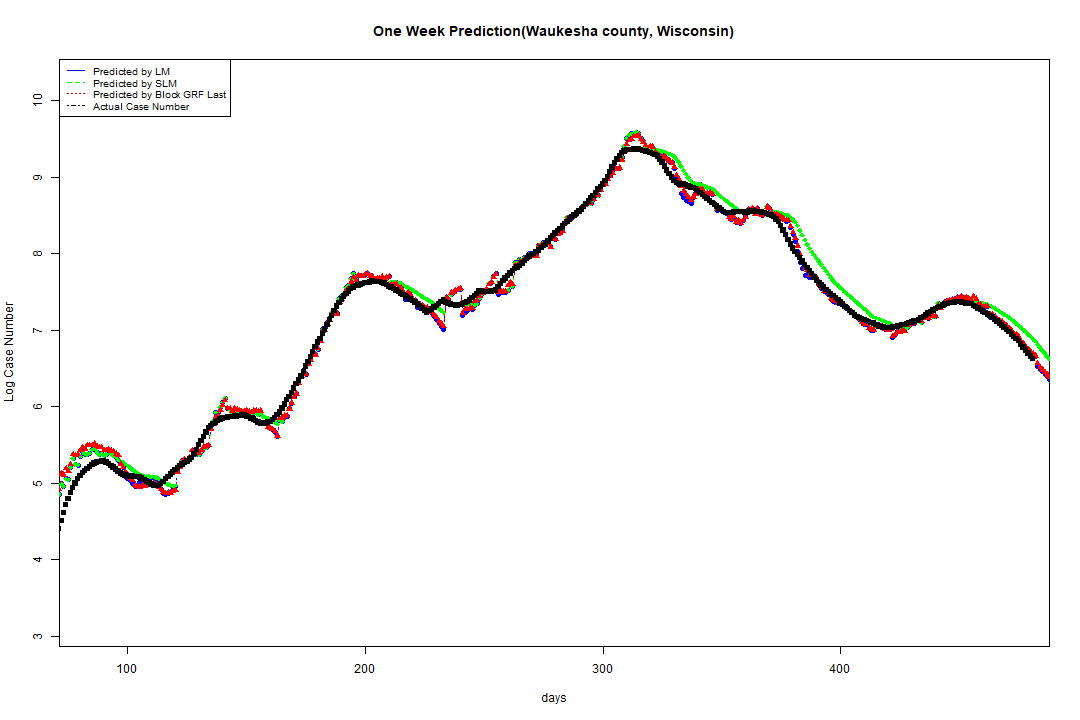 One Week Prediction(Waukesha county, Wisconsin)
Predicted by LM
Predicted by SLM
Predicted by Block GRF Last
Actual Case Number
10
9
8
7
6
5
4
3
Log Case Number
100 200 300 400
days